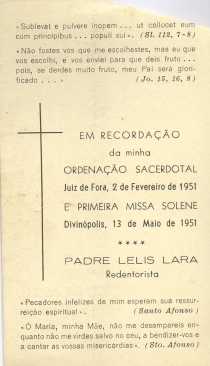 «Sublevat e pulvere inopem ... ut collocet eum
cum principibus ... populi sui». (Sl. 112, 7-8)
«Não fostes vos que me escolhestes, mas eu que
vos escolhi, e vos enviei para que deis fruto ...
pois, se derdes muito fruto, meu Pai será glori-
ficado .... » (Jo. 15, 16, 8)
EM RECORDAÇÃO
da minha
ORDENAÇÃO SACERDOTAL
Juiz de Fora, 2 de Fevereiro de 1951
E PRIMEIRA MISSA SOLENE
Divinópolis, 13 de Maio de 1951
****
PADRE LELIS LARA
Redentorista
«Pecadores infelizes de mim esperam sua ressur-
reição espiritual». (Santo Afonso)
«Ó Maria, minha Mãe, não me desampareis en-
quanto não me virdes salvo no céu, a bendizer-vos e
a cantar as vossas misericórdias». (Sto. Afonso)